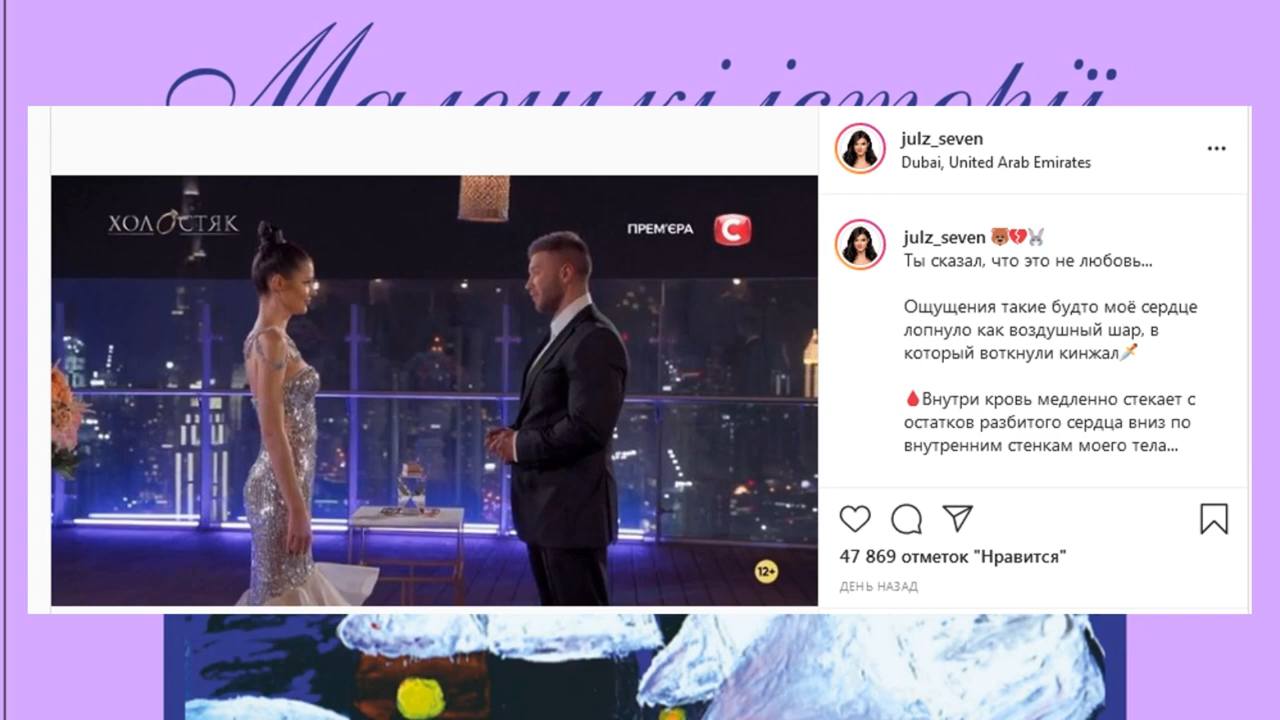 Маленькі історії
ХОЛОСТЯК
ПРЕМ'ЄРА
12+
julz_seven
Dubai, United Arab Emirates
julz_seven 🐻💔🐰
Ты сказал, что это не любовь...
Ощущения такие будто моё сердце
лопнуло как воздушный шар, в
который воткнули кинжал🗡️
🩸Внутри кровь медленно стекает с
остатков разбитого сердца вниз по
внутренним стенкам моего тела...
47 869 отметок "Нравится"
ДЕНЬ НАЗАД